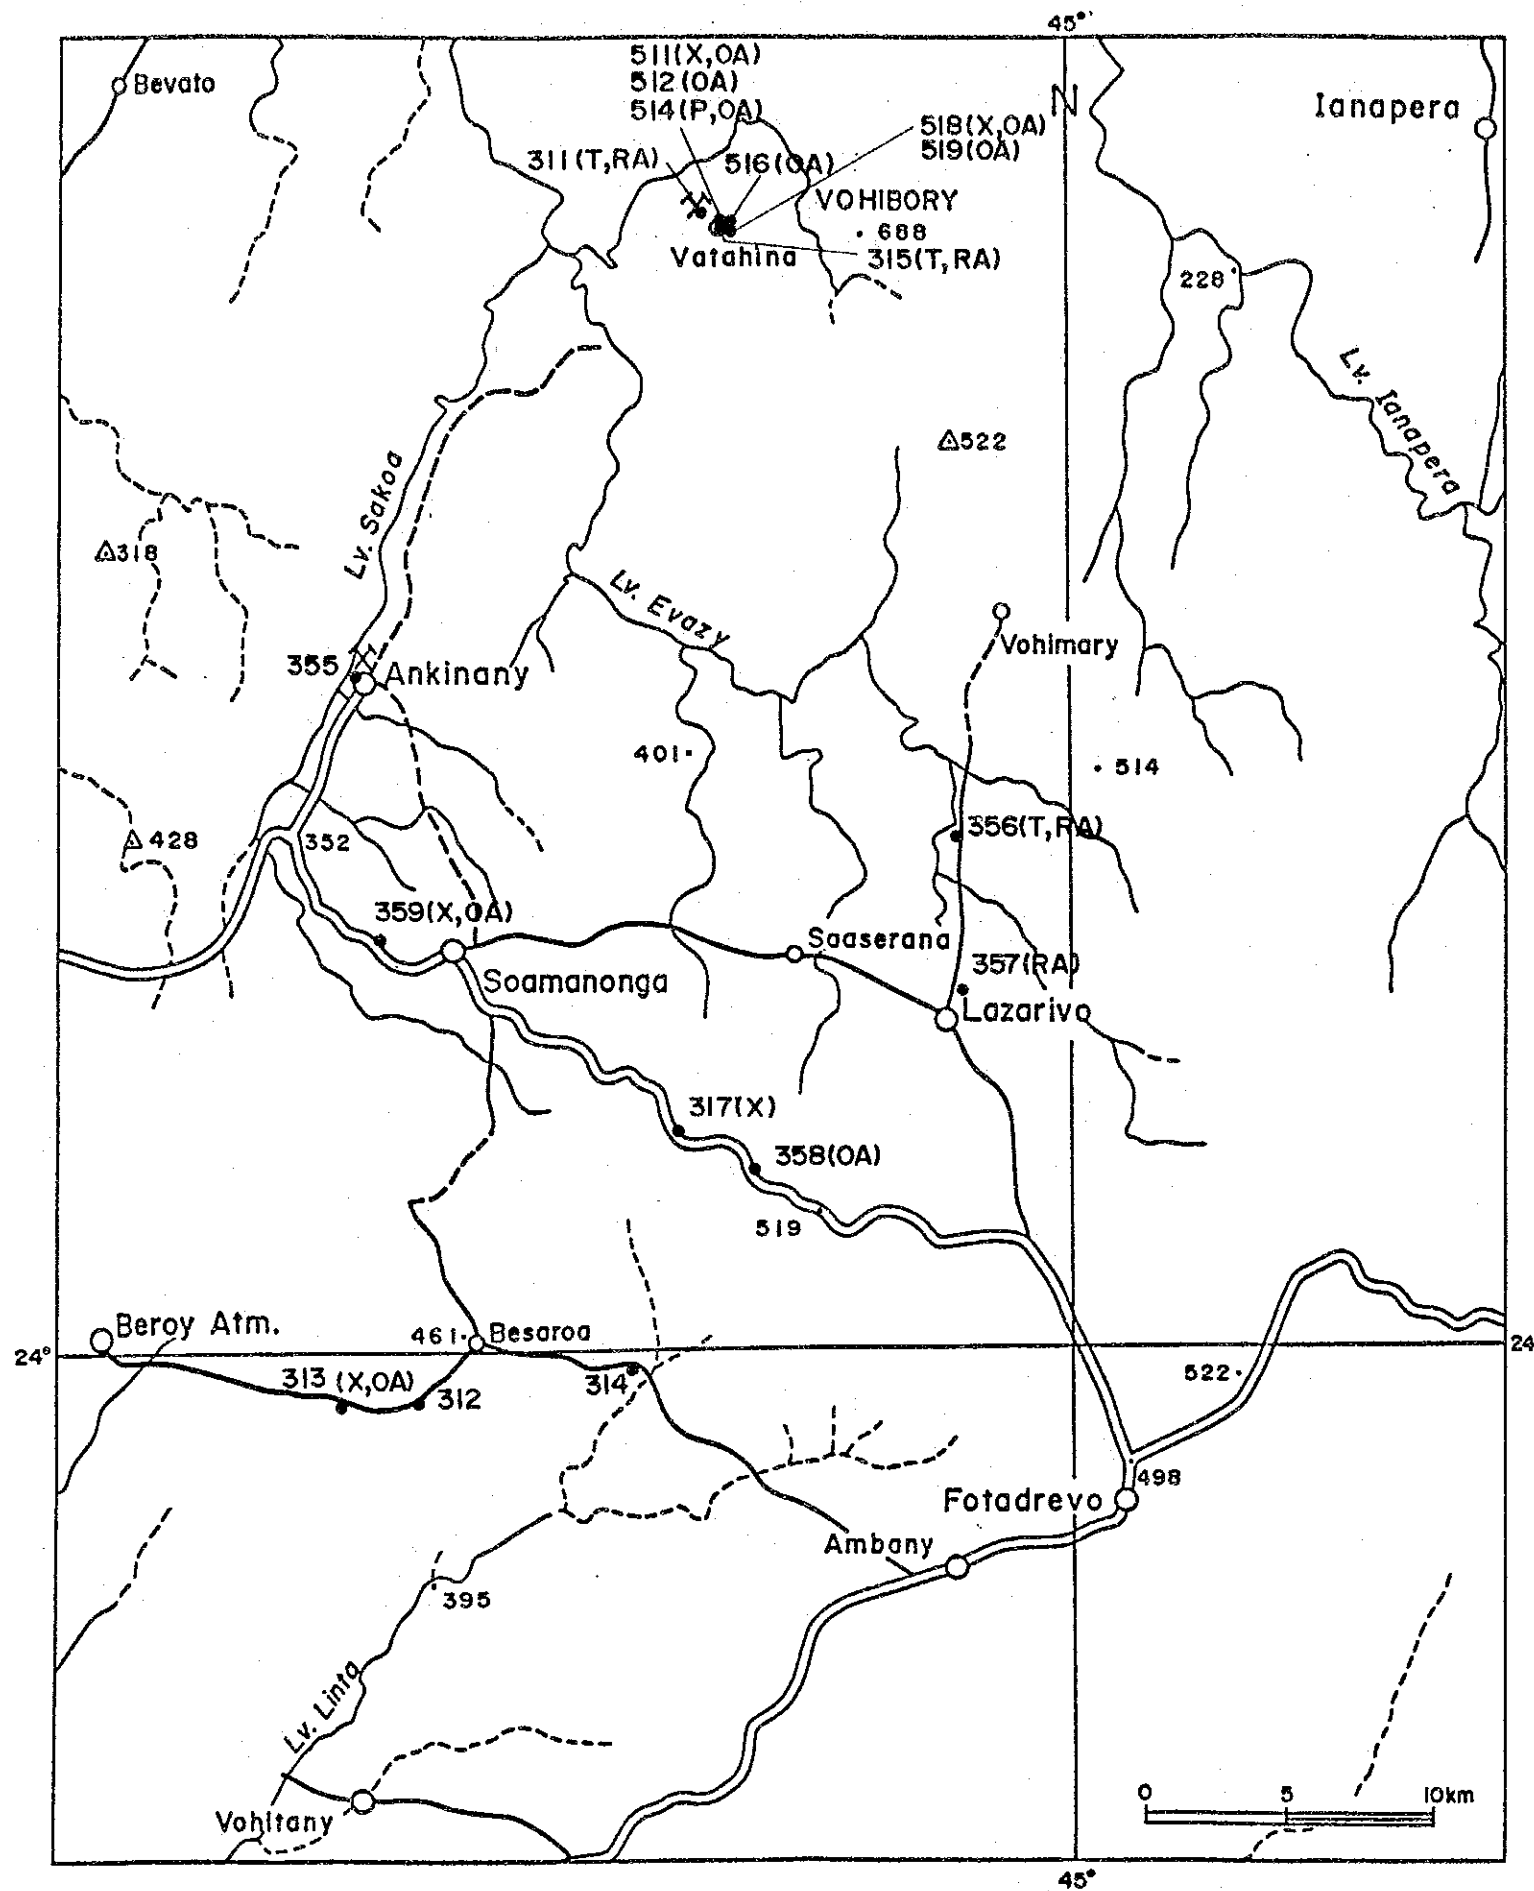 45°
511(X,OA)
512(OA)
514(P,OA)
Bevato
N
Ianapera
518(X,OA)
519(OA)
311(T,RA)
516(OA)
VOHIBORY
688
Vatahina
315(T,RA)
228
Lv. Ianapera
522
Lv. Sakoa
318
Lv. Evazy
Vohimary
355
Ankinany
401
514
428
352
356(T,RA)
359(X,OA)
Saaserana
357(RA)
Soamanonga
Lazarivo
317(X)
358(OA)
519
Beroy Atm.
461
Besaroa
24°
24
313 (X,OA)
312
314
522
498
Fotadrevo
Ambany
395
Lv. Linta
0 5 10km
Vohitany
45°